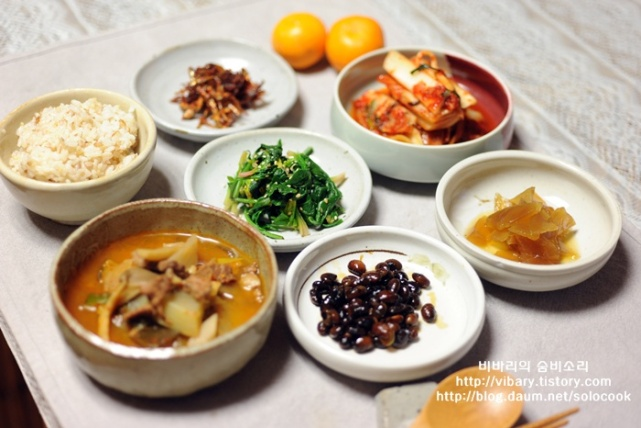 비바리의 숨비소리
http://vibary.tistory.com
http://blog.daum.net/solocook